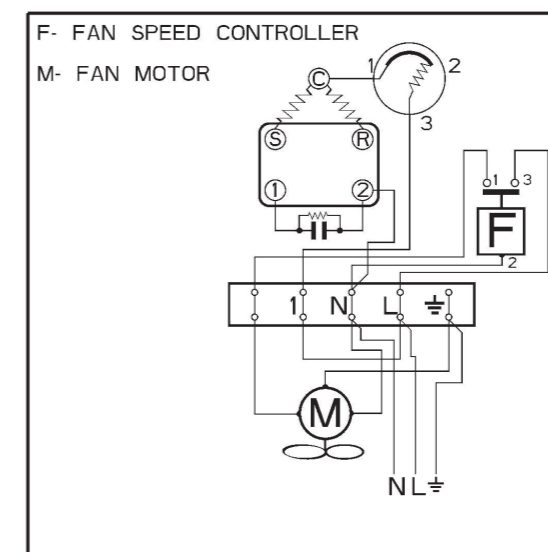 F- FAN SPEED CONTROLLER
M- FAN MOTOR
C
1 2
3
S R
1 2
1 3
F
2
1 N L
M
N L